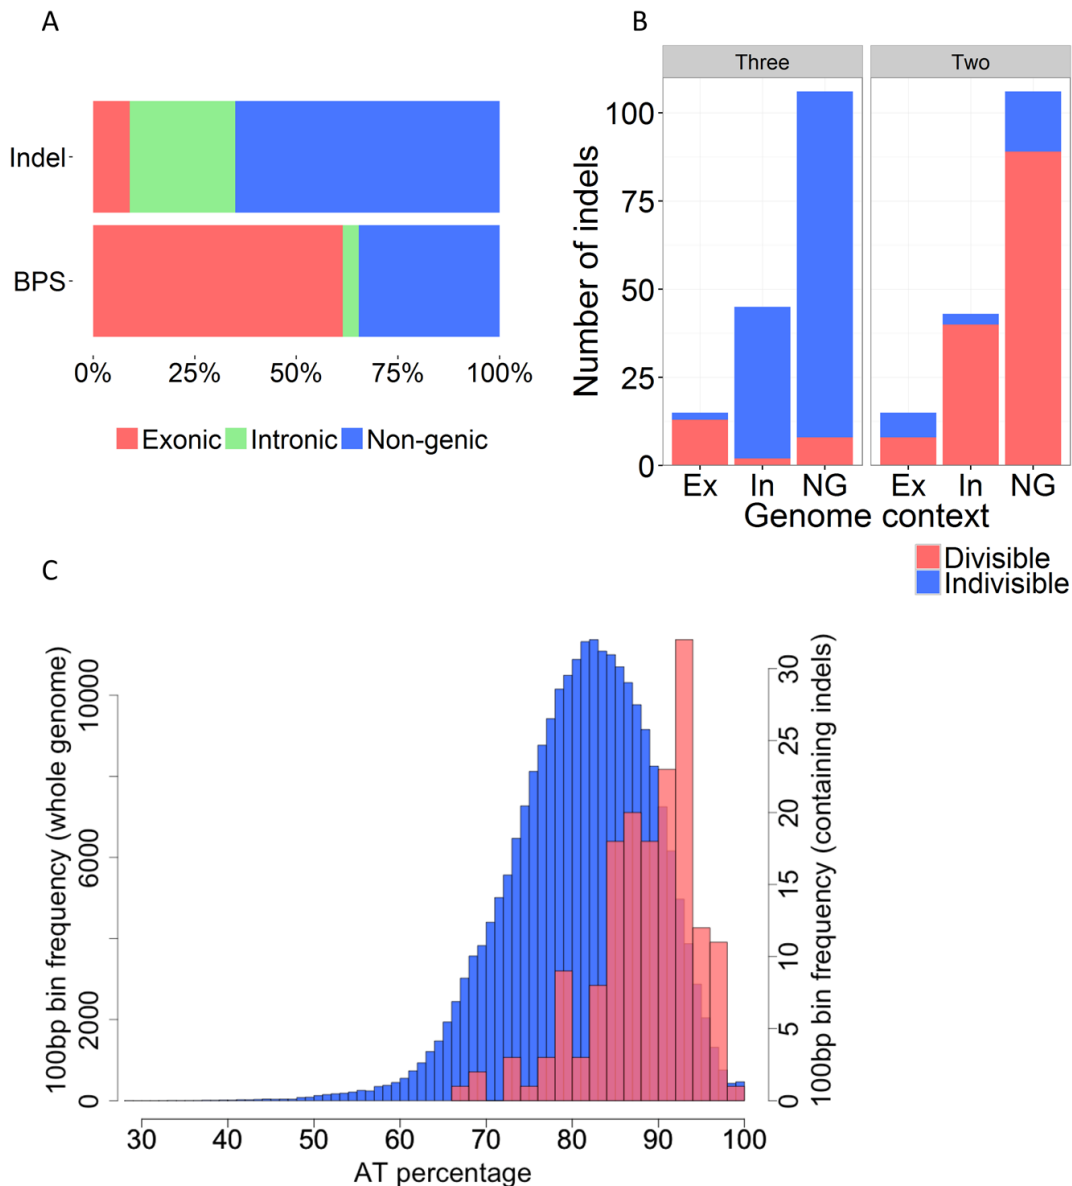 A
Indel
BPS
0% 25% 50% 75% 100%
Exonic Intronic Non-genic
B
Three Two
Number of indels
100
75
50
25
0
Ex In NG Ex In NG
Genome context
Divisible
Indivisible
C
100bp bin frequency (whole genome)
10000
6000
2000
0
100bp bin frequency (containing indels)
30
25
20
15
10
5
0
30 40 50 60 70 80 90 100
AT percentage